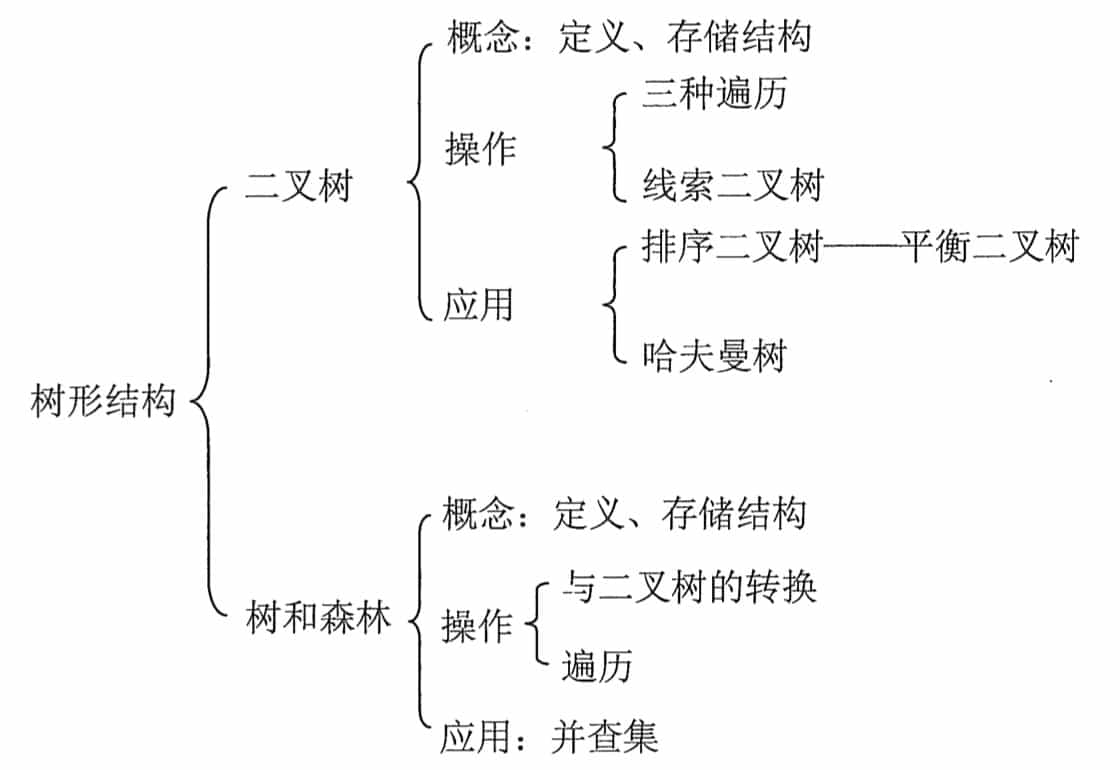 概念：定义、存储结构
三种遍历
操作
线索二叉树
二叉树
排序二叉树——平衡二叉树
应用
哈夫曼树
树形结构
概念：定义、存储结构
与二叉树的转换
树和森林
操作
遍历
应用：并查集